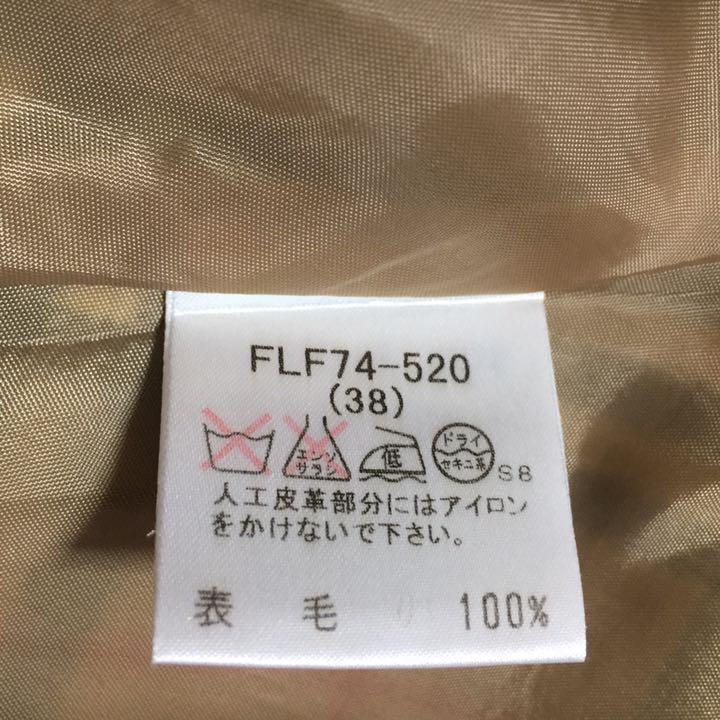 FLF74-520
(38)
エンソ サラシ 低 ドライ セキユ系 S8
人工皮革部分にはアイロン
をかけないで下さい。
表 毛 100%